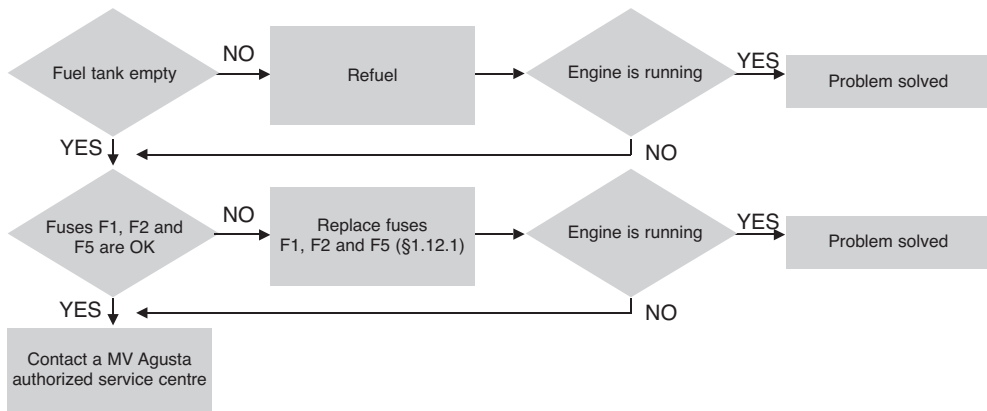 Fuel tank empty
NO
Refuel
Engine is running
YES
Problem solved
YES
NO
Fuses F1, F2 and
F5 are OK
NO
Replace fuses
F1, F2 and F5 (§1.12.1)
Engine is running
YES
Problem solved
YES
NO
Contact a MV Agusta
authorized service centre